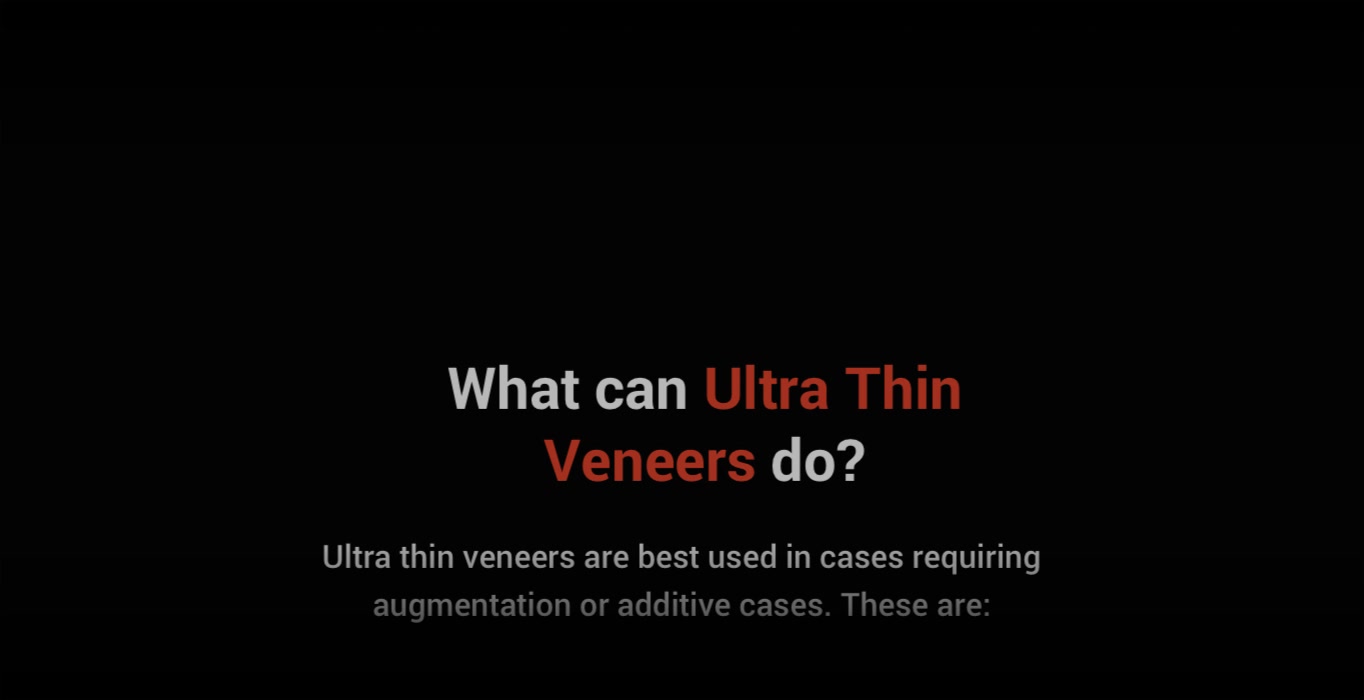 What can Ultra Thin
Veneers do?
Ultra thin veneers are best used in cases requiring
augmentation or additive cases. These are: